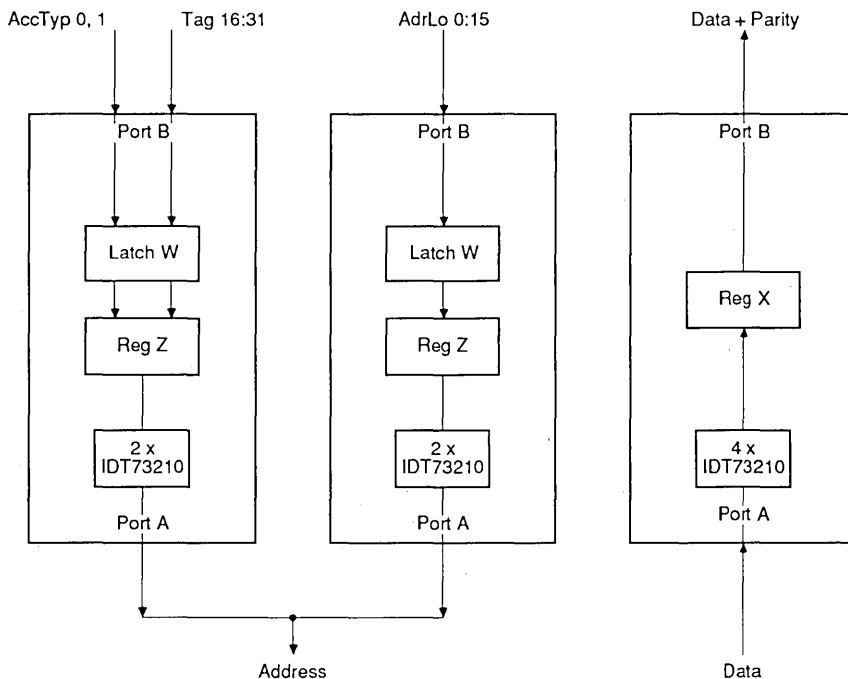 AccTyp 0, 1
Tag 16:31
AdrLo 0:15
Data + Parity
Port B
Port B
Port B
Latch W
Latch W
Reg X
Reg Z
Reg Z
2 x
IDT73210
2 x
IDT73210
4 x
IDT73210
Port A
Port A
Port A
Address
Data